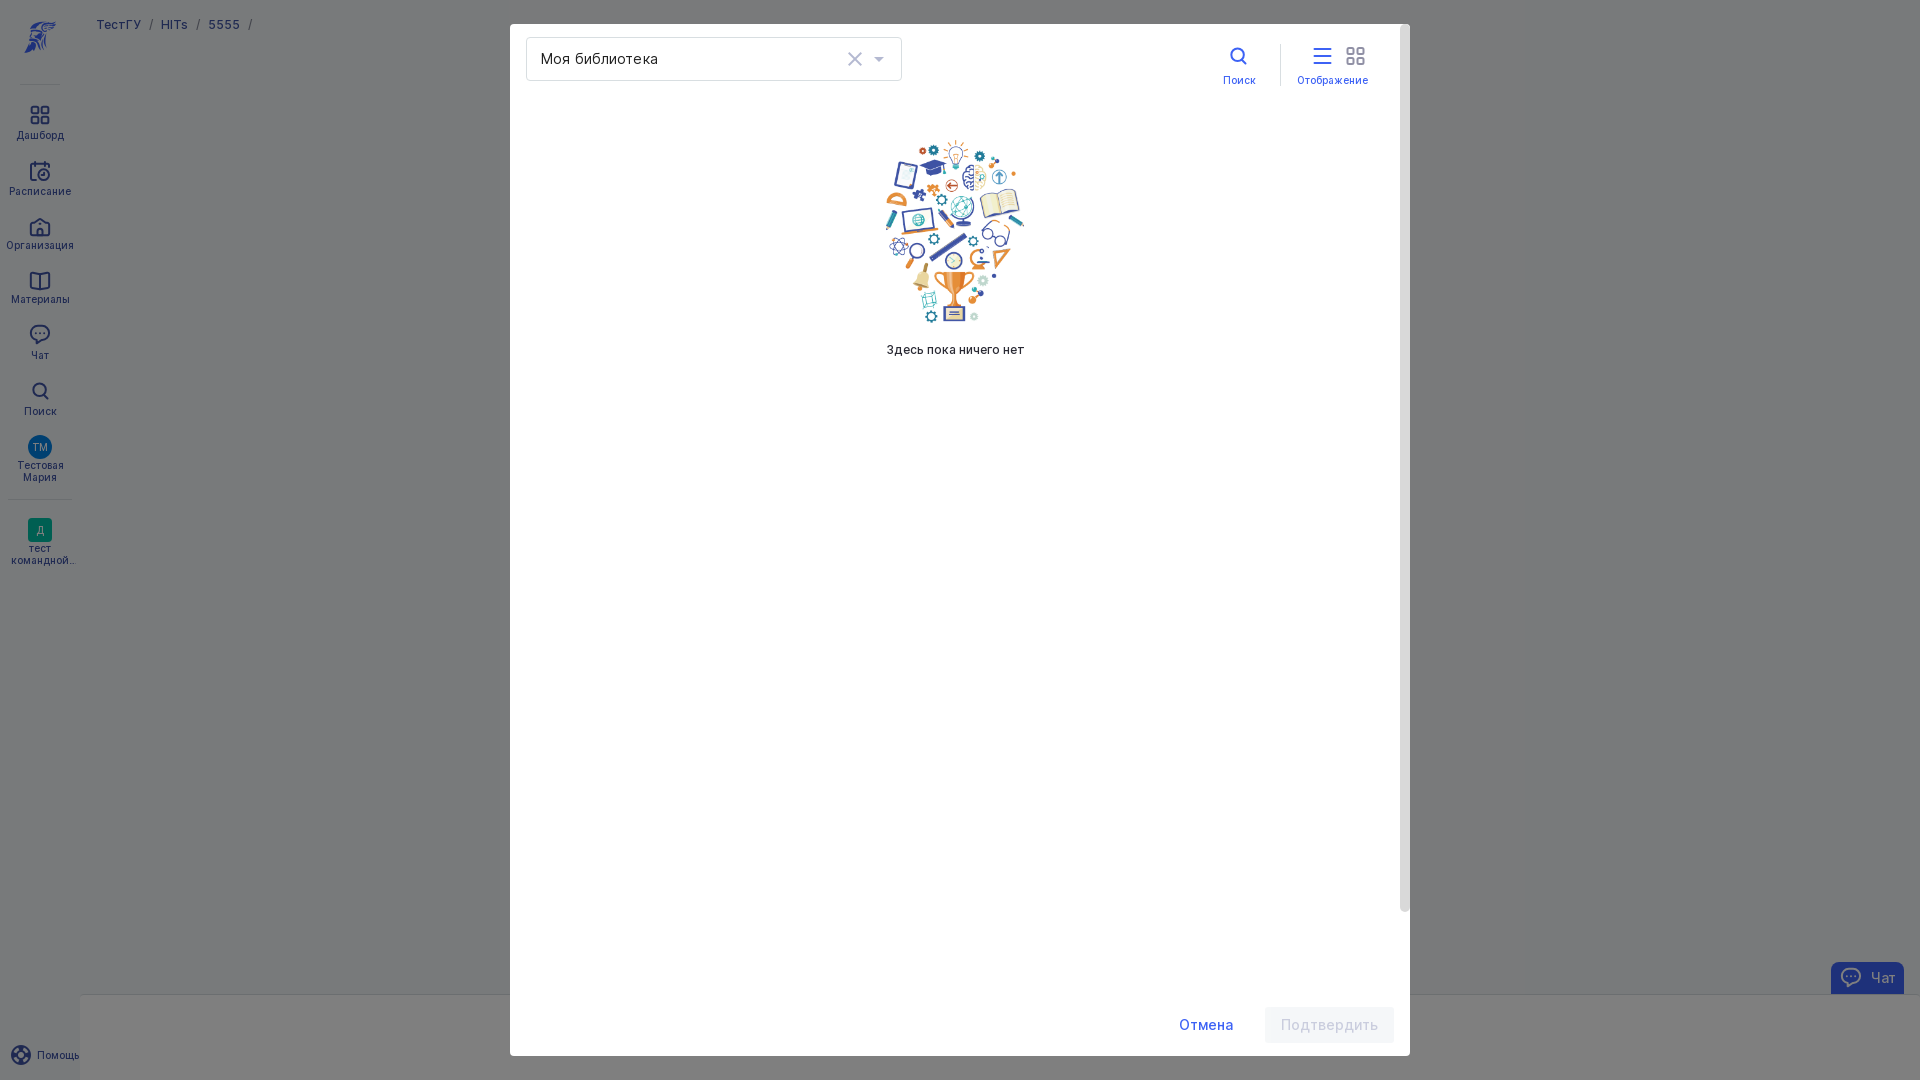 ТестГУ / HITs / 5555 /
Дашборд
Расписание
Организация
Материалы
Чат
Поиск
ТМ
Тестовая
Мария
Д
тест
командной...
Помощь
Моя библиотека
Поиск
Отображение
Здесь пока ничего нет
Чат
Отмена
Подтвердить